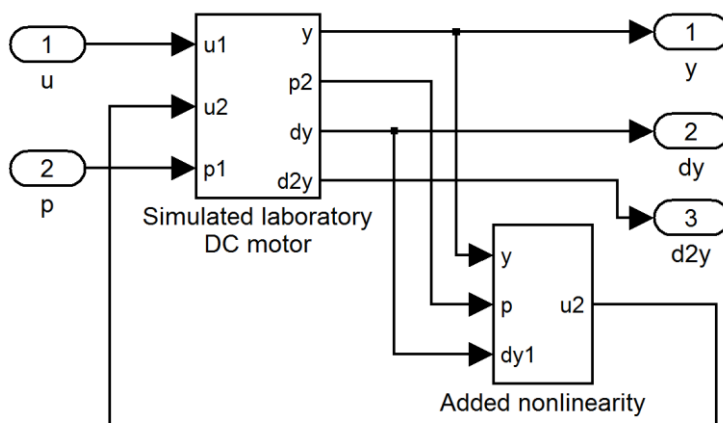 1
u
2
p
u1
u2
p1
y
p2
dy
d2y
Simulated laboratory
DC motor
1
y
2
dy
3
d2y
y
p
dy1
u2
Added nonlinearity